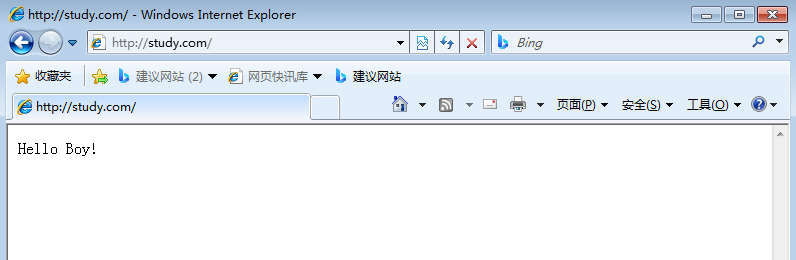 http://study.com/ - Windows Internet Explorer
http://study.com/
Bing
收藏夹
建议网站 (2)
网页快讯库
建议网站
http://study.com/
页面(P)
安全(S)
工具(O)
Hello Boy!